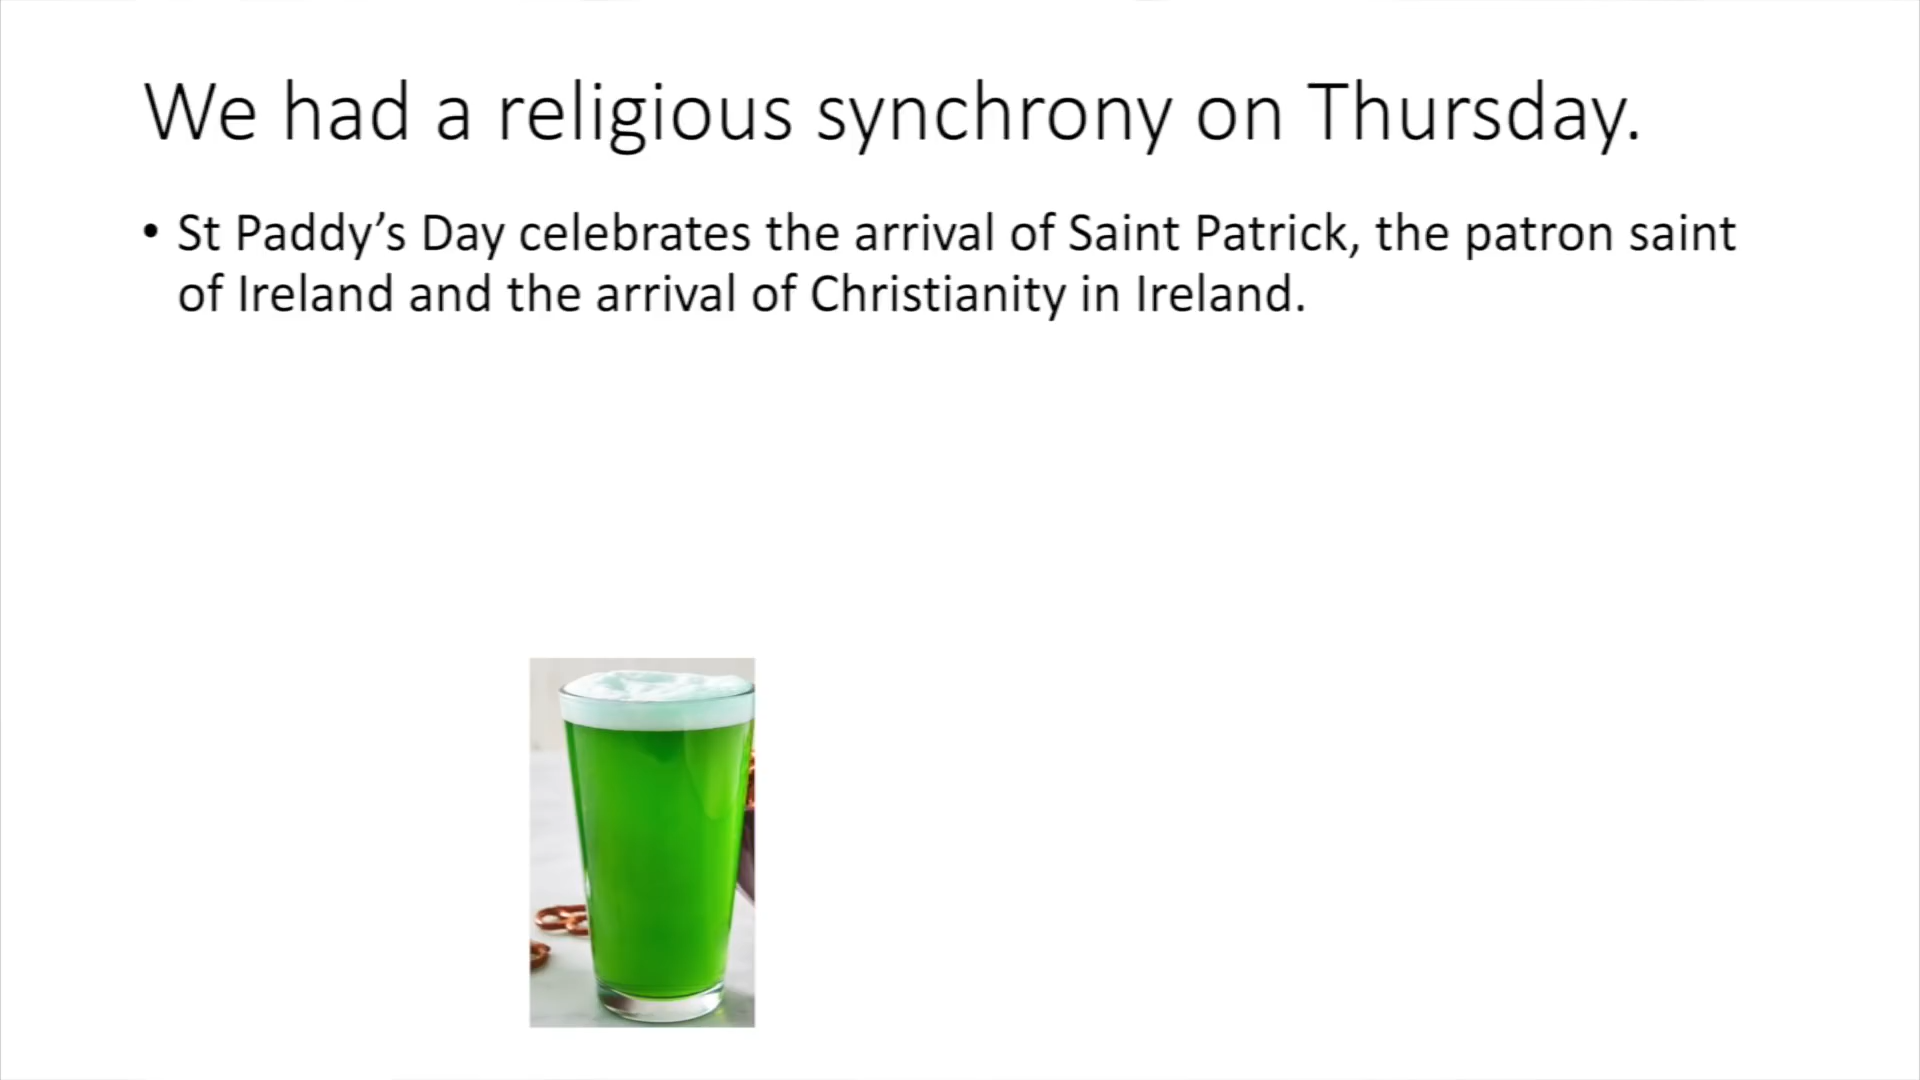 We had a religious synchrony on Thursday.
• St Paddy’s Day celebrates the arrival of Saint Patrick, the patron saint
of Ireland and the arrival of Christianity in Ireland.